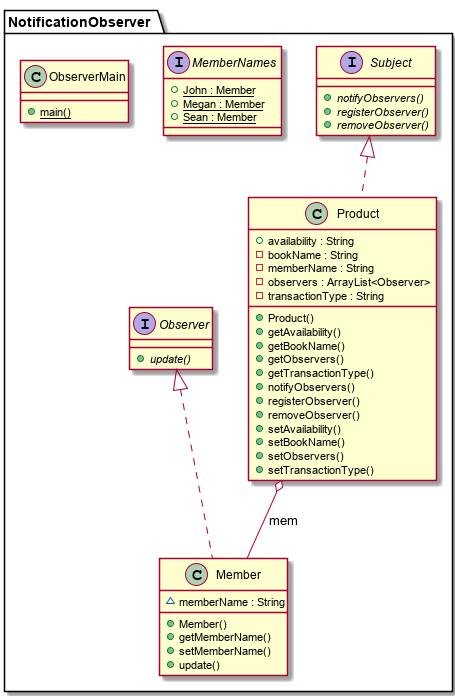 NotificationObserver
C ObserverMain
main()
I MemberNames
John : Member
Megan : Member
Sean : Member
I Subject
notifyObservers()
registerObserver()
removeObserver()
C Product
availability : String
bookName : String
memberName : String
observers : ArrayList<Observer>
transactionType : String
Product()
getAvailability()
getBookName()
getObservers()
getTransactionType()
notifyObservers()
registerObserver()
removeObserver()
setAvailability()
setBookName()
setObservers()
setTransactionType()
I Observer
update()
mem
C Member
memberName : String
Member()
getMemberName()
setMemberName()
update()